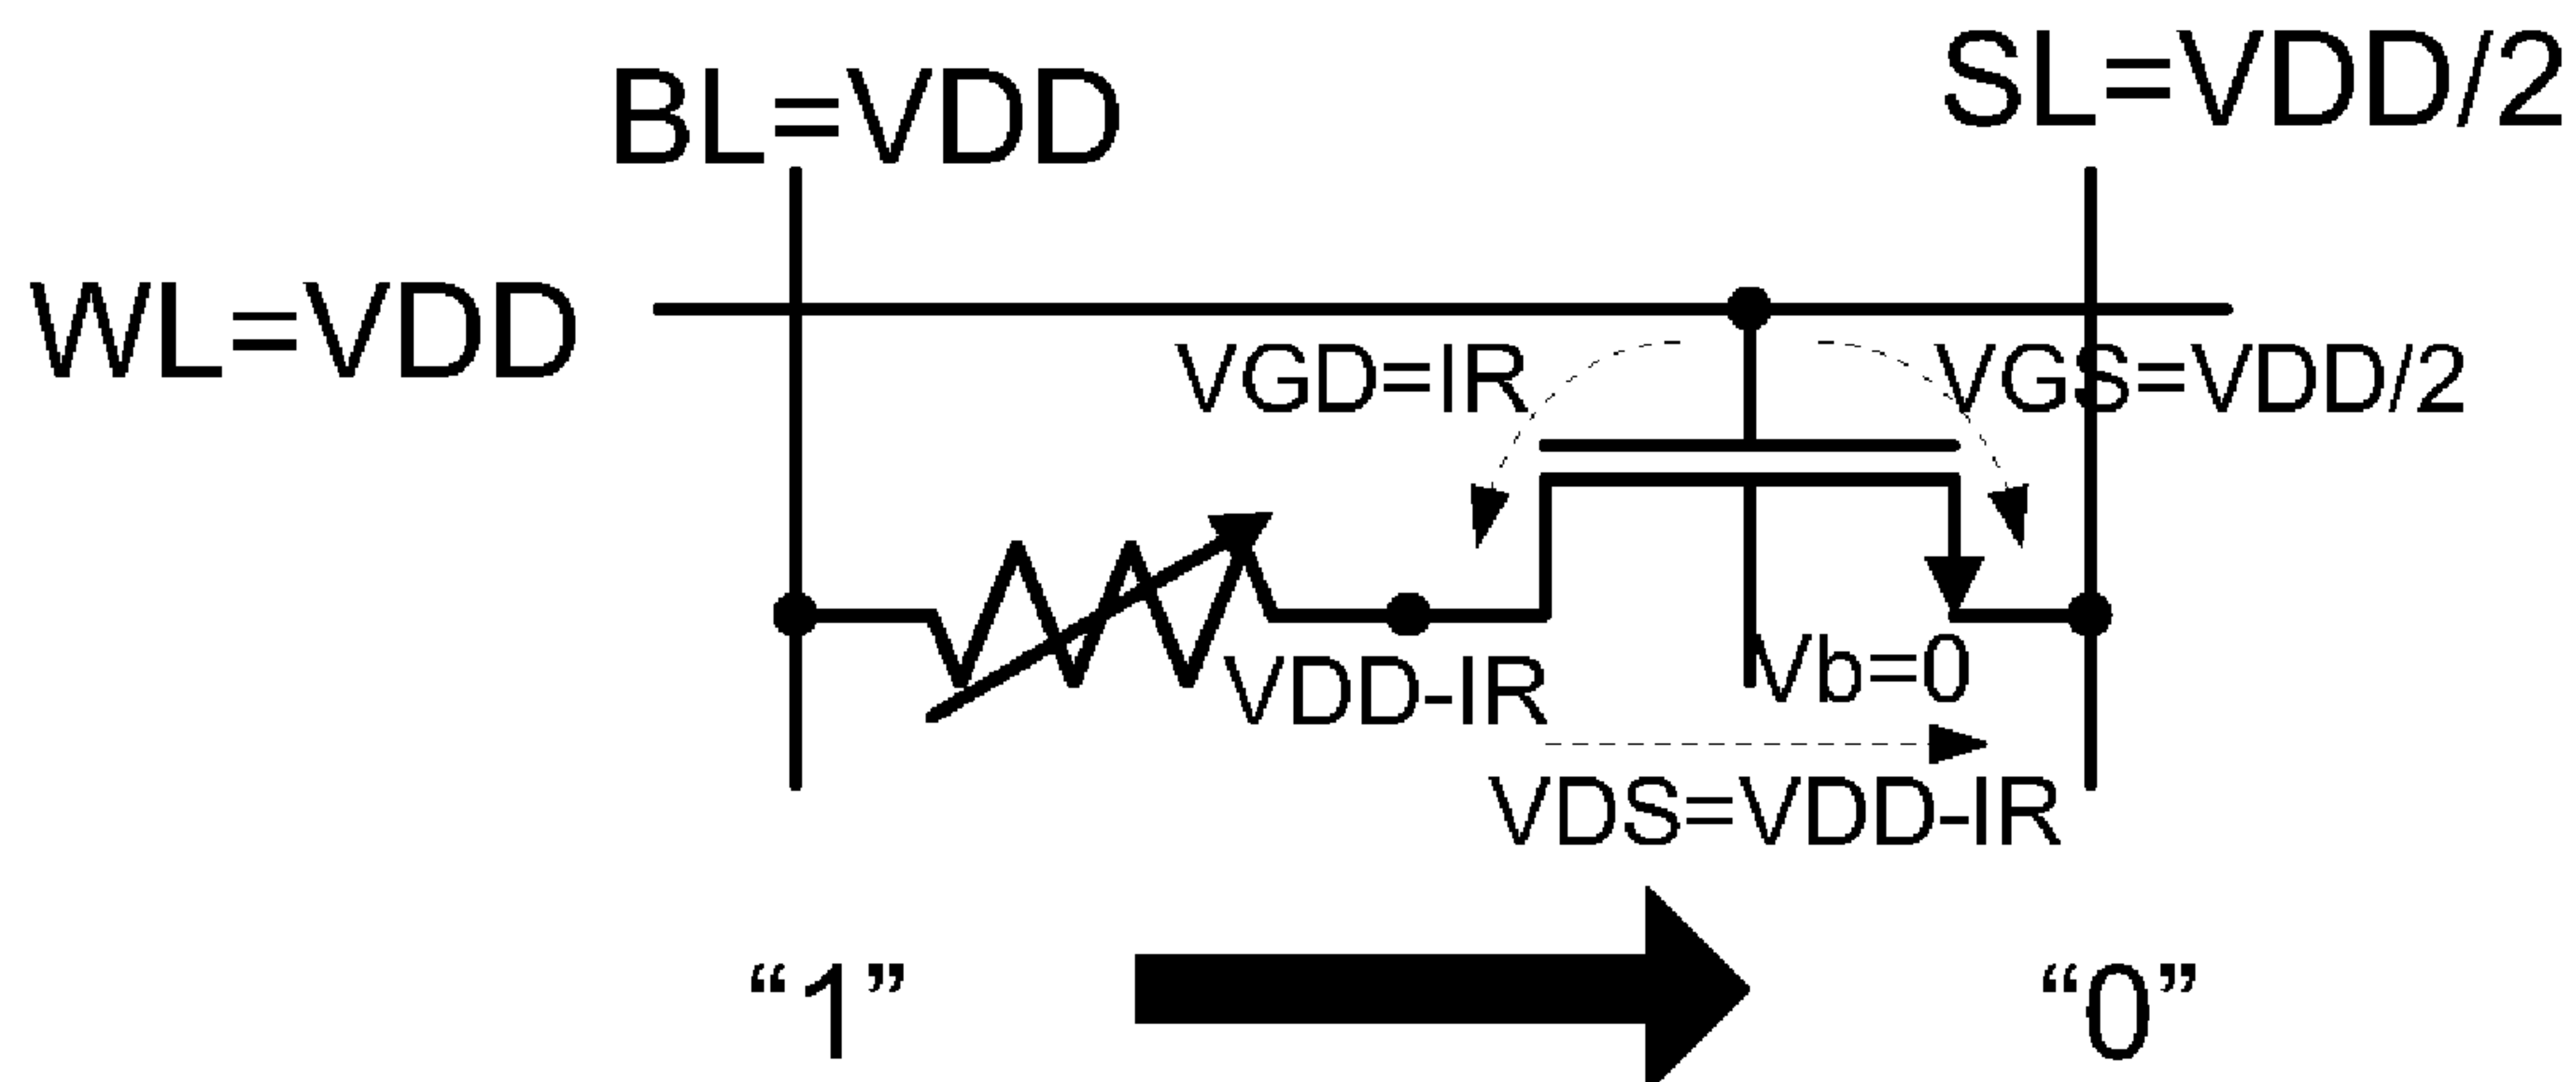 BL=VDD
SL=VDD/2
WL=VDD
VGD=IR
VGS=VDD/2
VDD-IR
Vb=0
VDS=VDD-IR
“1”
“0”